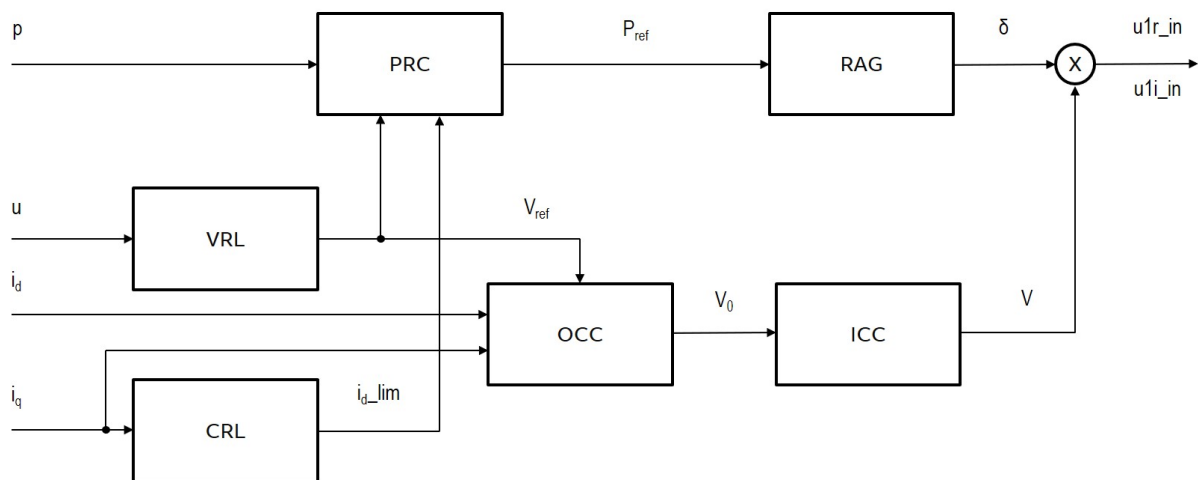 p
PRC
P_ref
RAG
δ
X
u1r_in
u1i_in
u
VRL
V_ref
i_d
OCC
V_0
ICC
V
i_q
CRL
i_d_lim